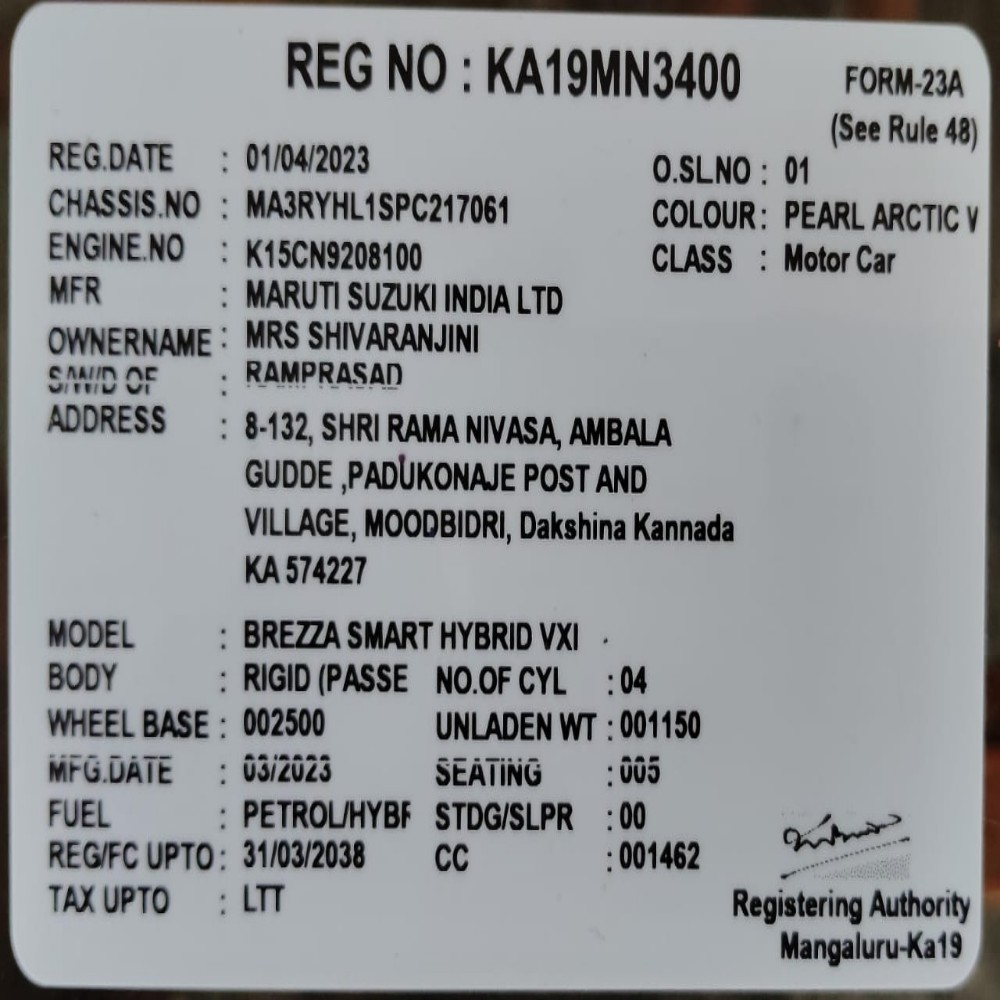 REG NO : KA19MN3400
FORM-23A
(See Rule 48)
REG.DATE : 01/04/2023
O.SL.NO : 01
CHASSIS.NO : MA3RYHL1SPC217061
COLOUR : PEARL ARCTIC V
ENGINE.NO : K15CN9208100
CLASS : Motor Car
MFR : MARUTI SUZUKI INDIA LTD
OWNERNAME : MRS SHIVARANJINI
S/W/D OF : RAMPRASAD
ADDRESS : 8-132, SHRI RAMA NIVASA, AMBALA
GUDDE ,PADUKONAJE POST AND
VILLAGE, MOODBIDRI, Dakshina Kannada
KA 574227
MODEL : BREZZA SMART HYBRID VXI
BODY : RIGID (PASSE NO.OF CYL : 04
WHEEL BASE : 002500 UNLADEN WT : 001150
MFG.DATE : 03/2023 SEATING : 005
FUEL : PETROL/HYBR STDG/SLPR : 00
REG/FC UPTO : 31/03/2038 CC : 001462
TAX UPTO : LTT
Registering Authority
Mangaluru-Ka19